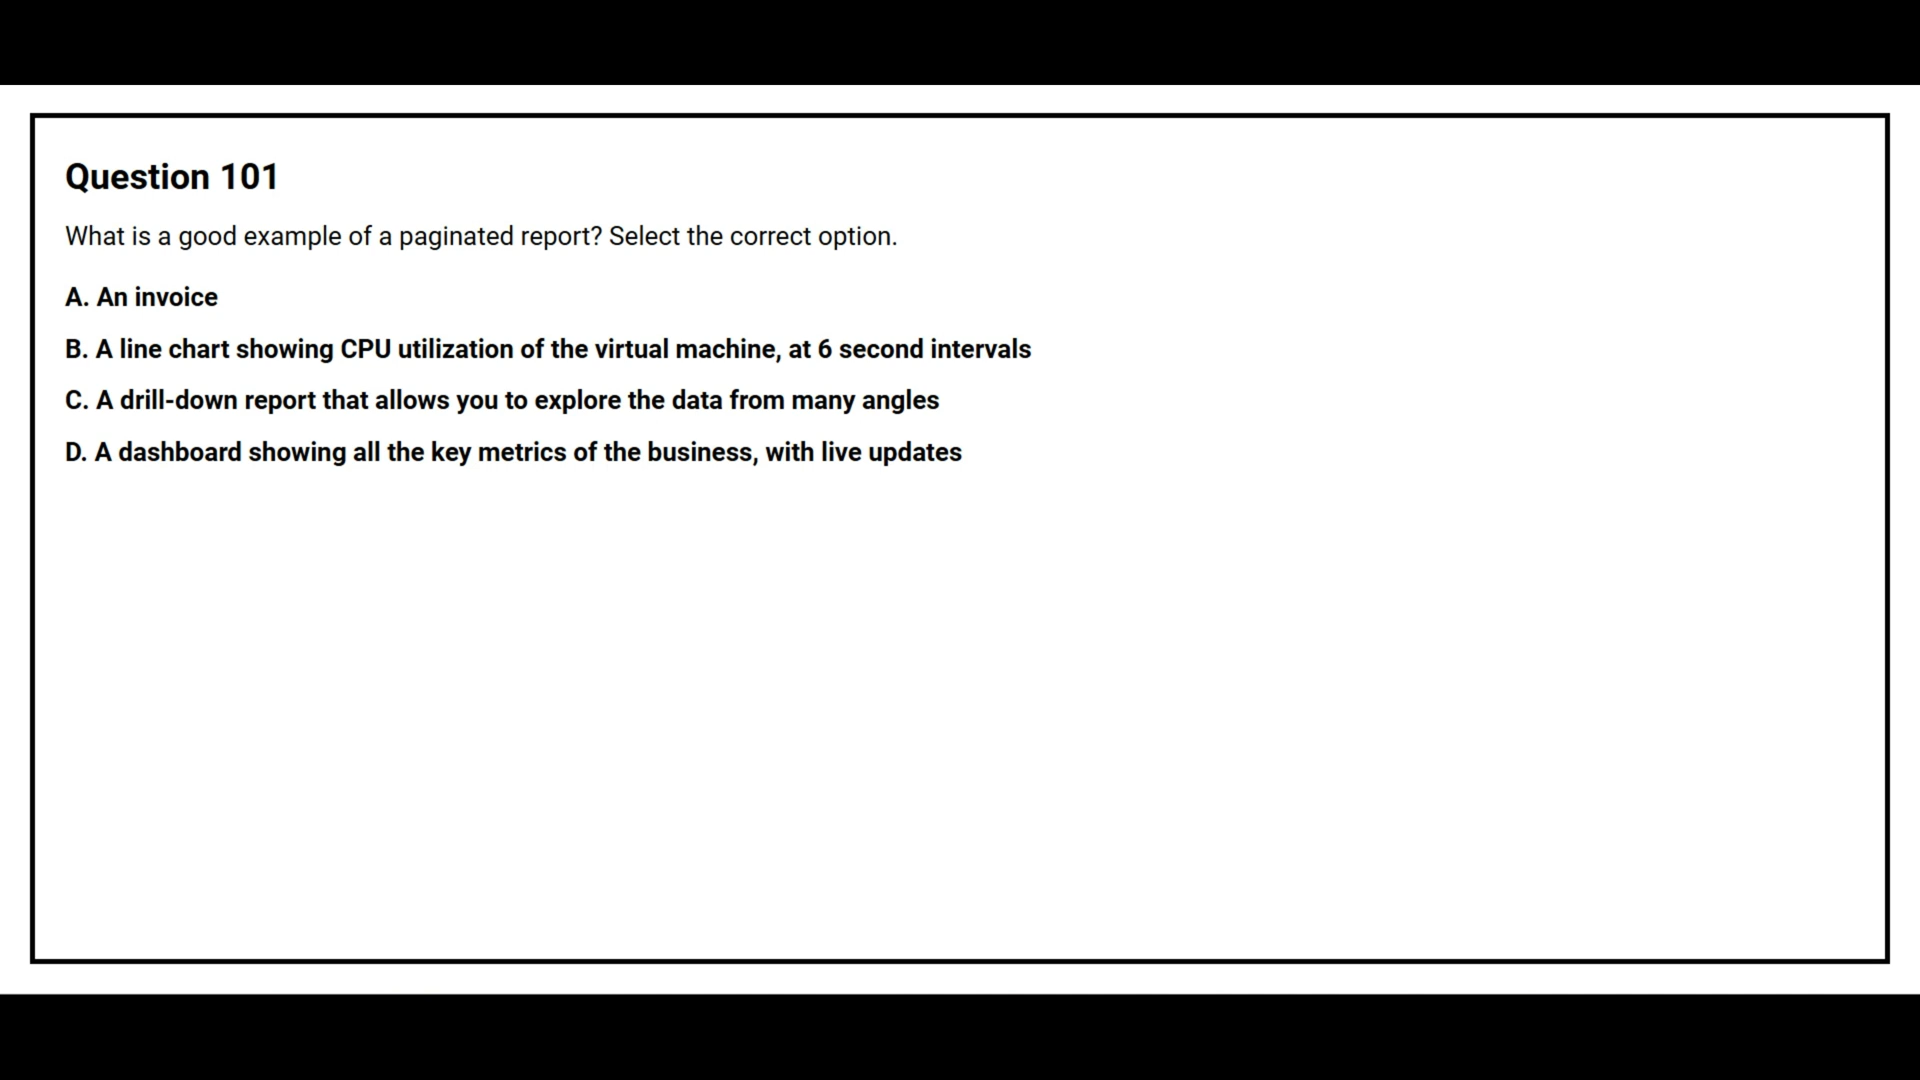 Question 101
What is a good example of a paginated report? Select the correct option.
A. An invoice
B. A line chart showing CPU utilization of the virtual machine, at 6 second intervals
C. A drill-down report that allows you to explore the data from many angles
D. A dashboard showing all the key metrics of the business, with live updates